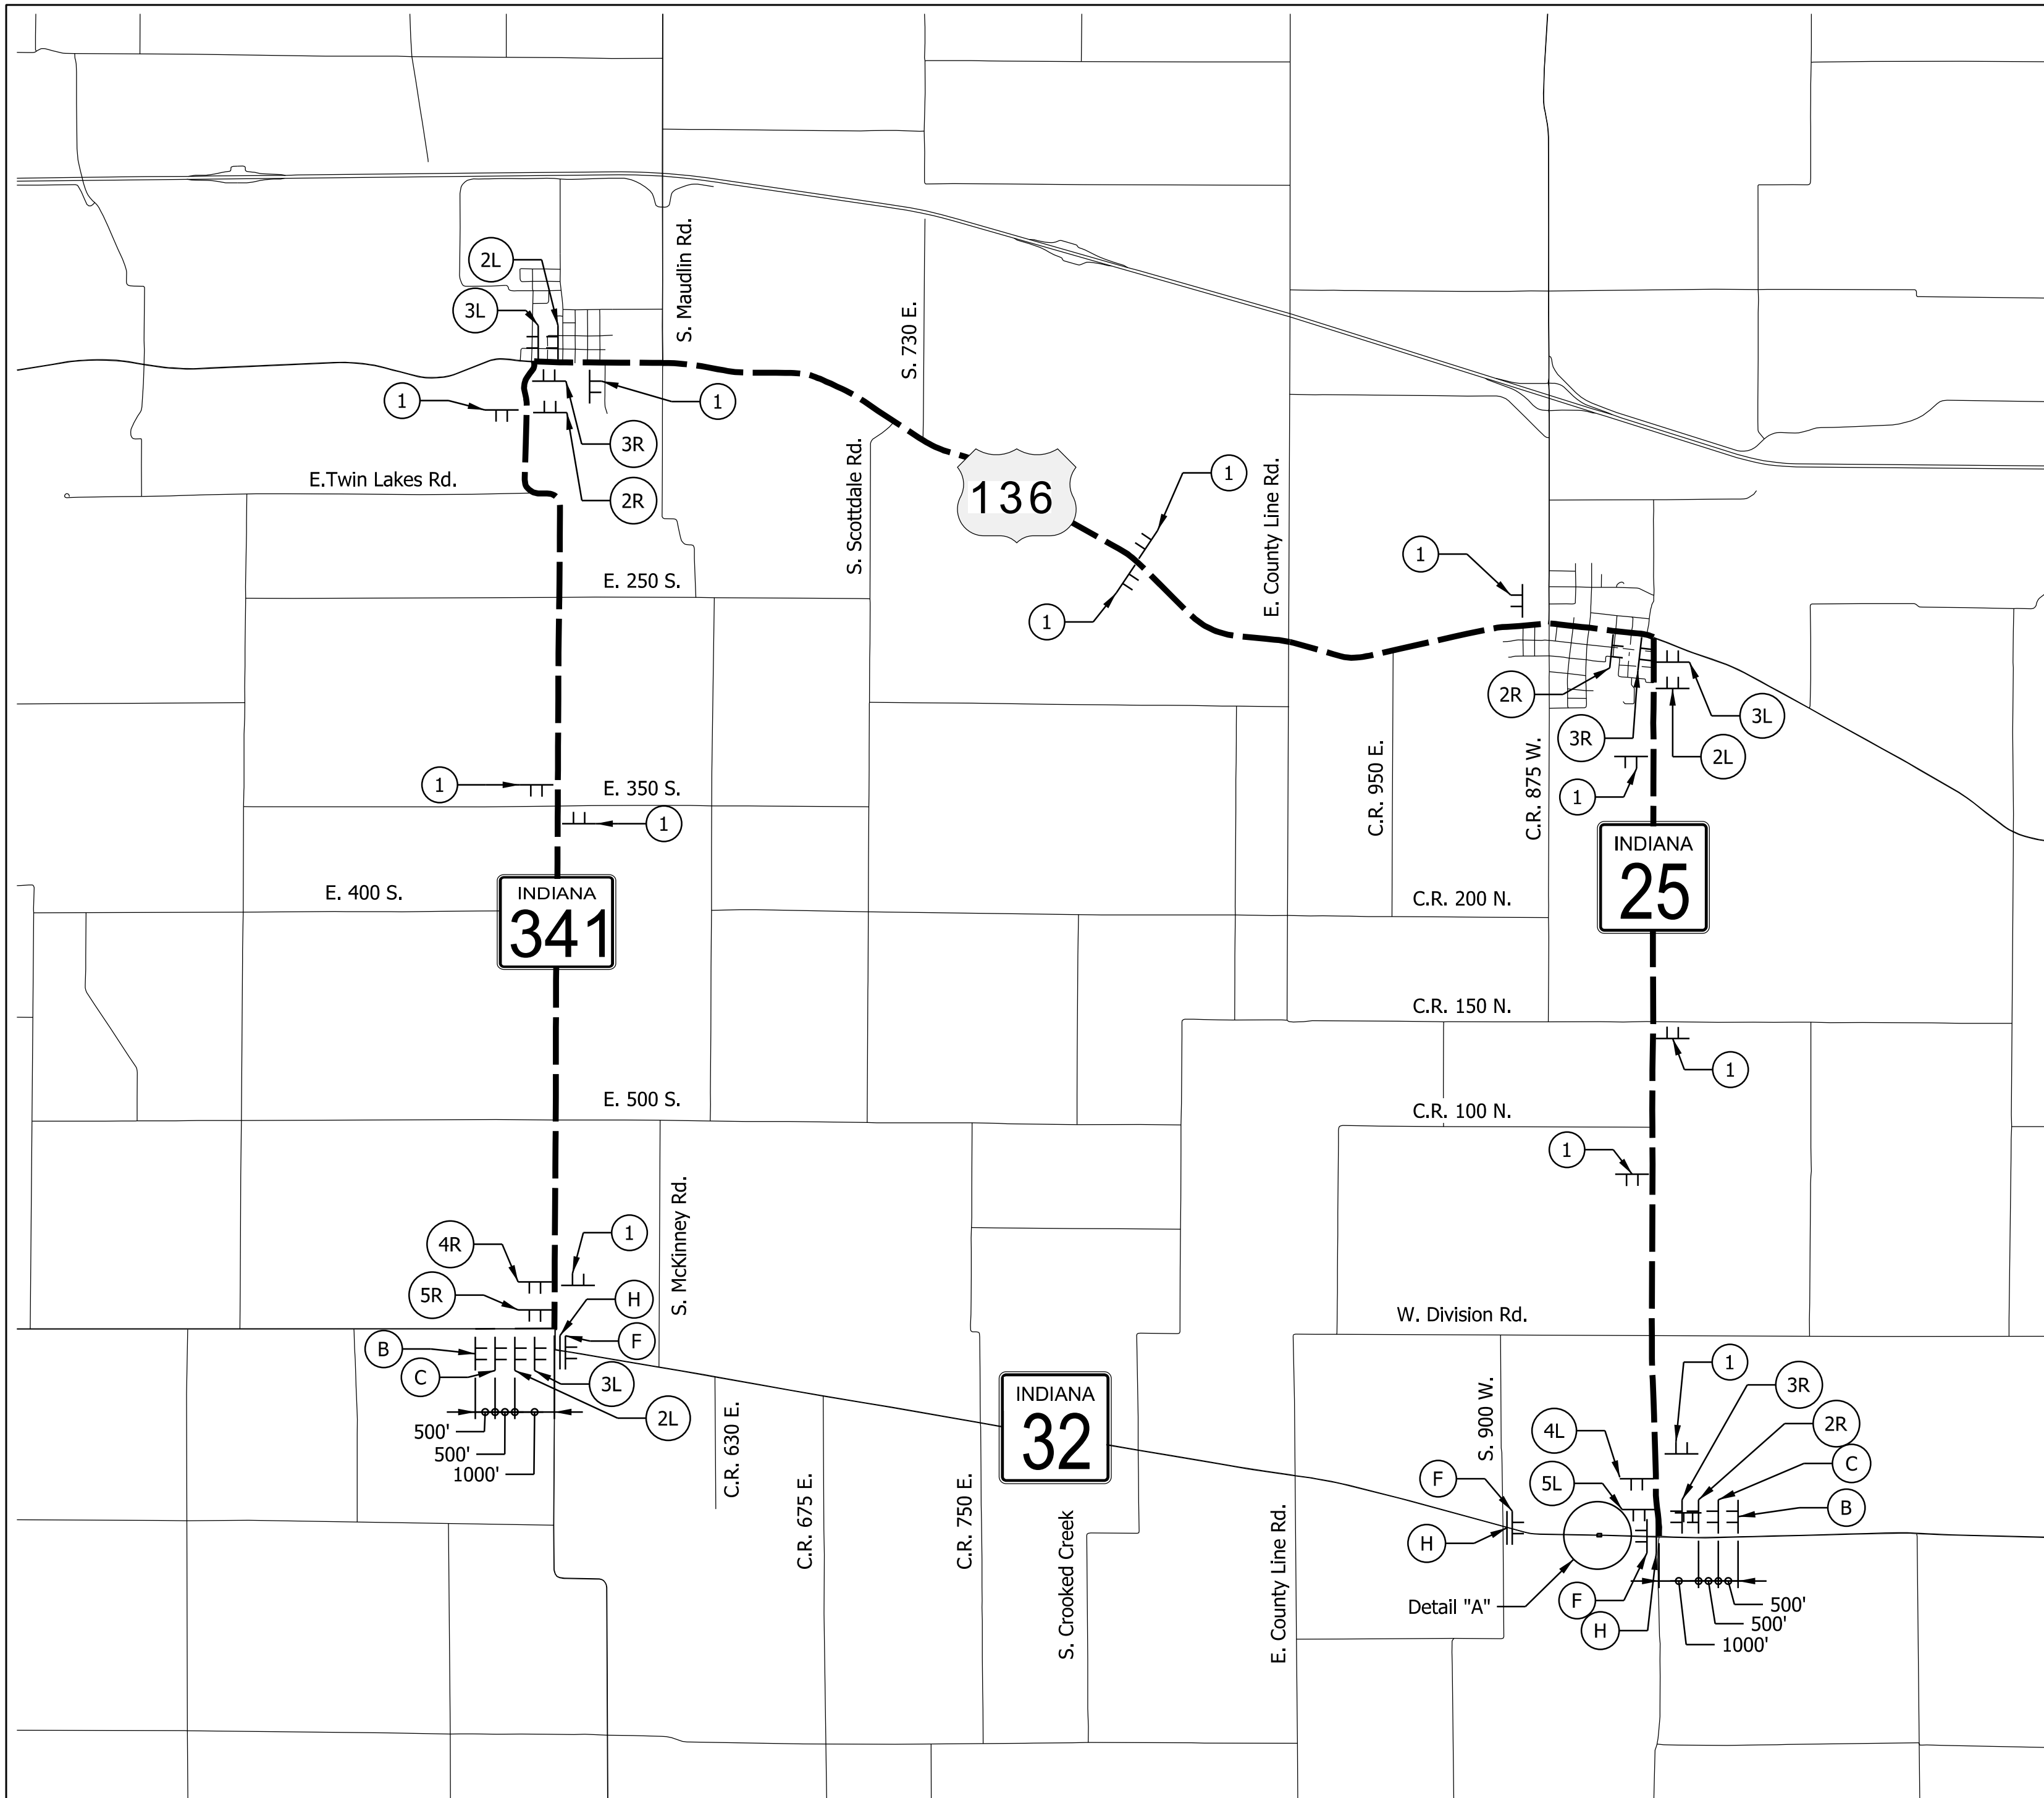 2L
3L
S. Maudlin Rd.
S. 730 E.
1
1
3R
2R
E.Twin Lakes Rd.
S. Scottdale Rd.
136
1
1
E. County Line Rd.
E. 250 S.
1
2R
3R
3L
2L
1
1
E. 350 S.
1
C.R. 950 E.
C.R. 875 W.
INDIANA
25
E. 400 S.
INDIANA
341
C.R. 200 N.
C.R. 150 N.
1
E. 500 S.
C.R. 100 N.
1
S. McKinney Rd.
4R
1
5R
H
F
B
C
3L
2L
500'
500'
1000'
W. Division Rd.
C.R. 630 E.
C.R. 675 E.
C.R. 750 E.
INDIANA
32
S. Crooked Creek
E. County Line Rd.
S. 900 W.
1
3R
2R
C
B
4L
5L
F
H
Detail "A"
F
H
500'
500'
1000'